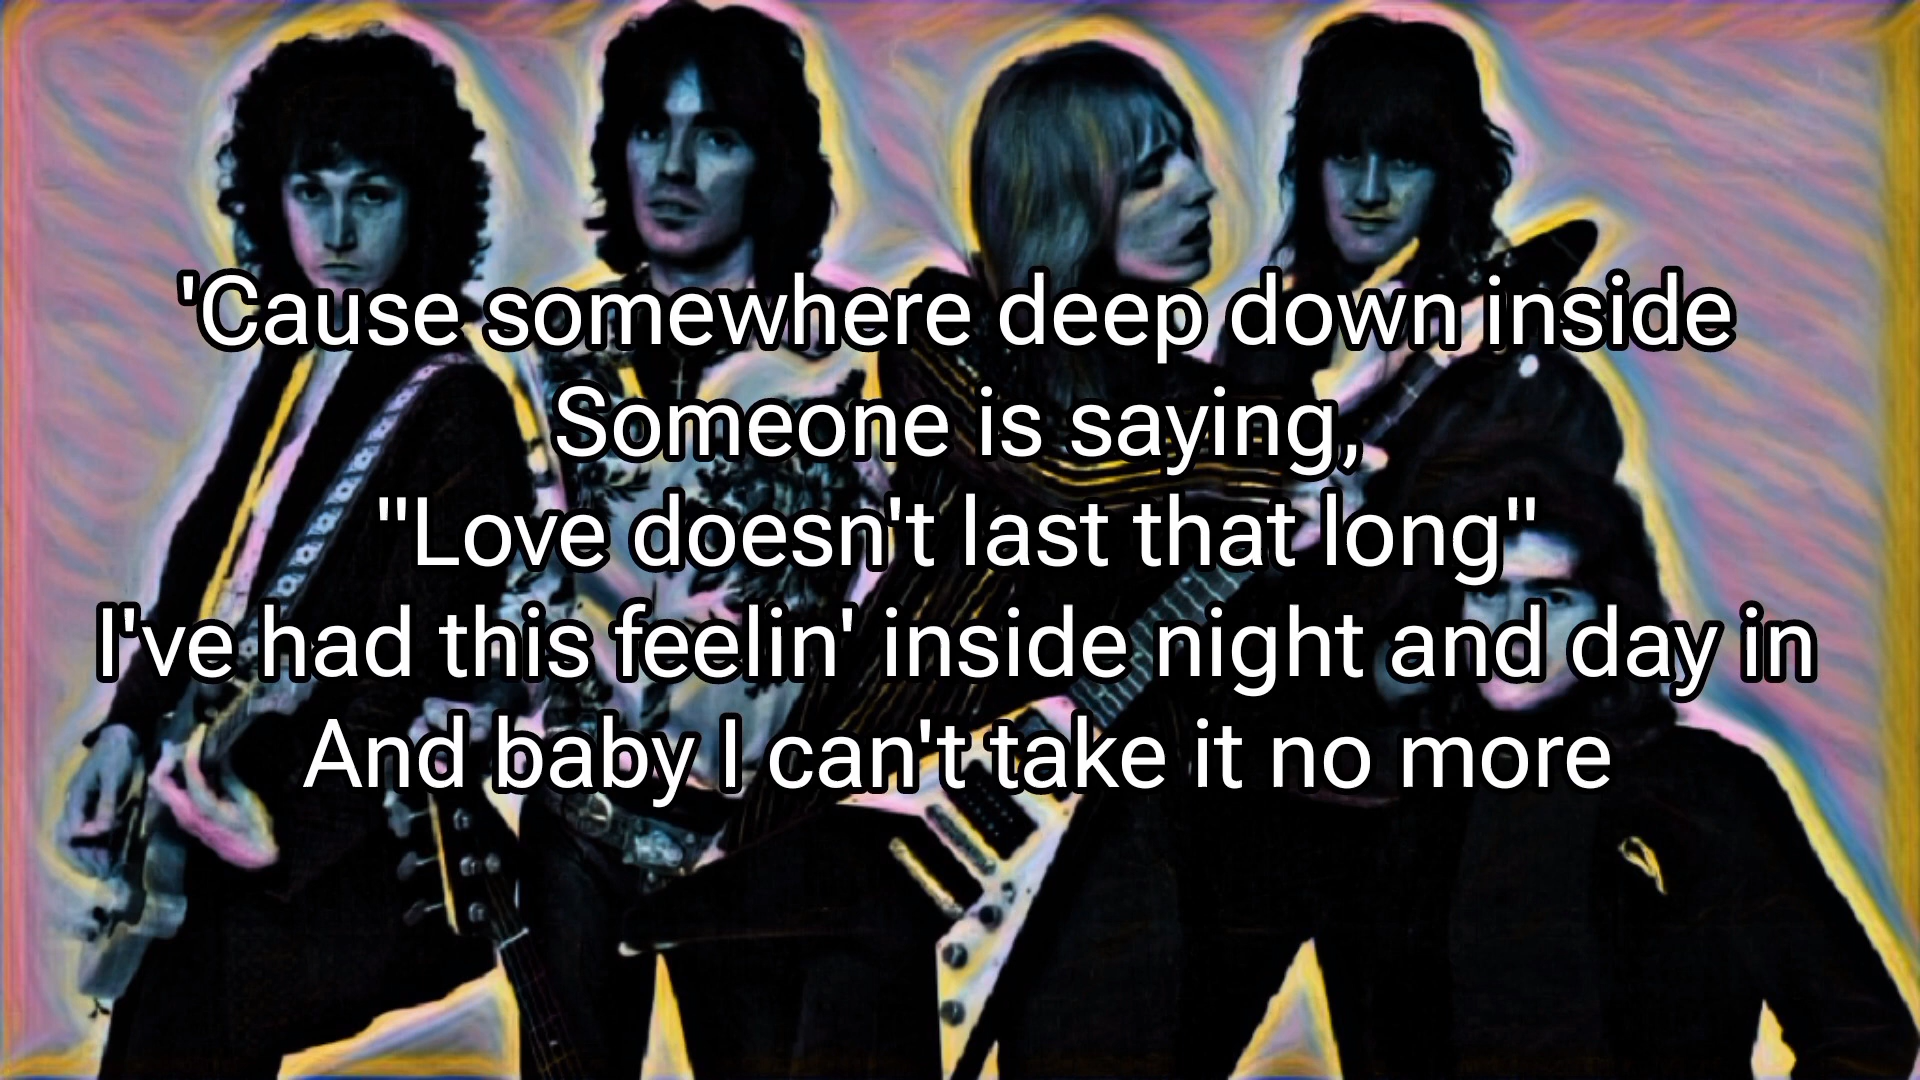 'Cause somewhere deep down inside
Someone is saying,
"Love doesn't last that long"
I've had this feelin' inside night and day in
And baby I can't take it no more